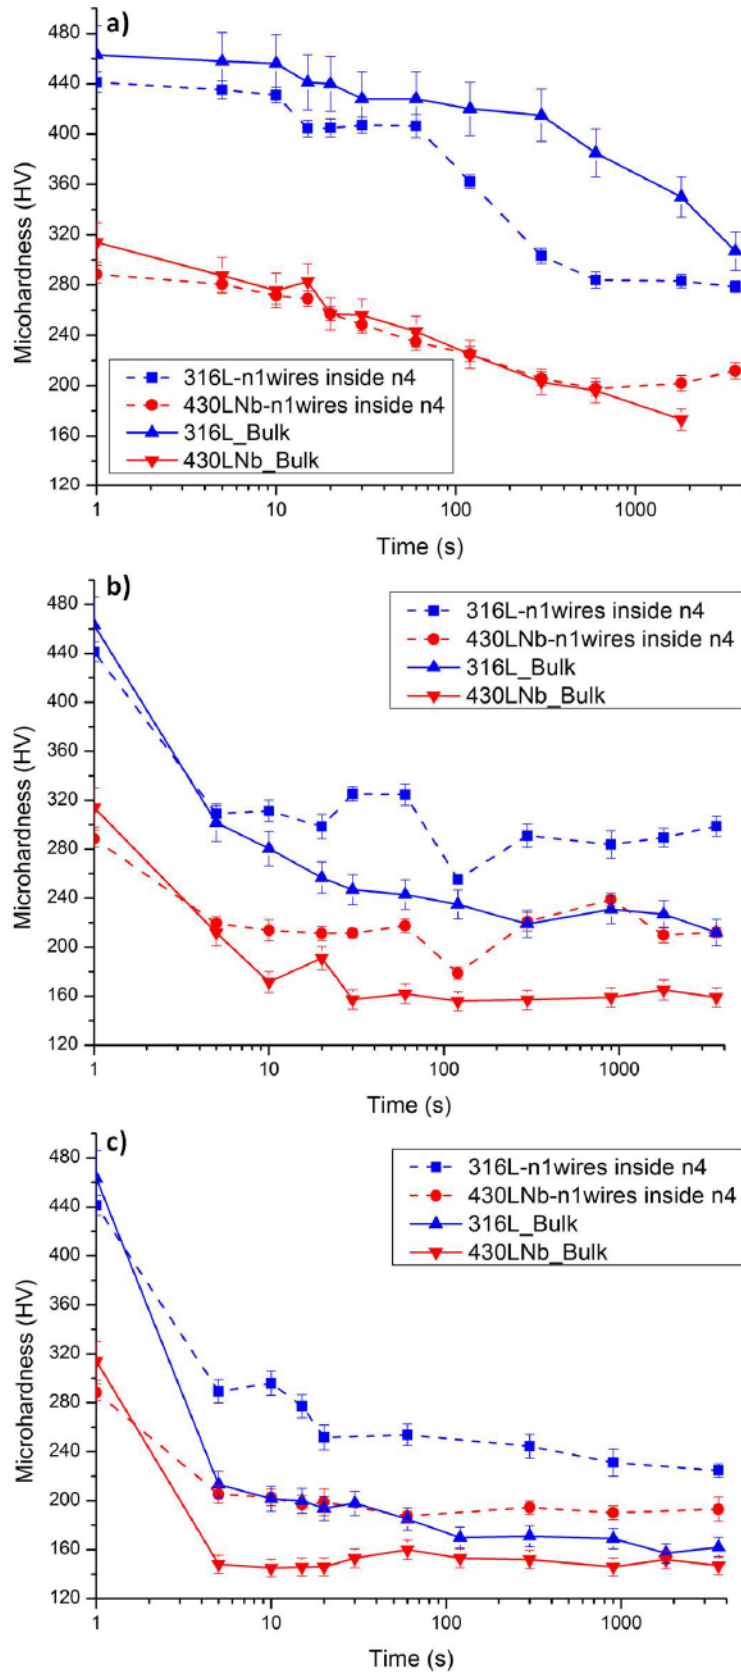 a)
480
440
400
360
320
280
240
200
160
120
Micohardness (HV)
316L-n1wires inside n4
430LNb-n1wires inside n4
316L_Bulk
430LNb_Bulk
1 10 100 1000
Time (s)
b)
480
440
400
360
320
280
240
200
160
120
Microhardness (HV)
316L-n1wires inside n4
430LNb-n1wires inside n4
316L_Bulk
430LNb_Bulk
1 10 100 1000
Time (s)
c)
480
440
400
360
320
280
240
200
160
120
Microhardness (HV)
316L-n1wires inside n4
430LNb-n1wires inside n4
316L_Bulk
430LNb_Bulk
1 10 100 1000
Time (s)